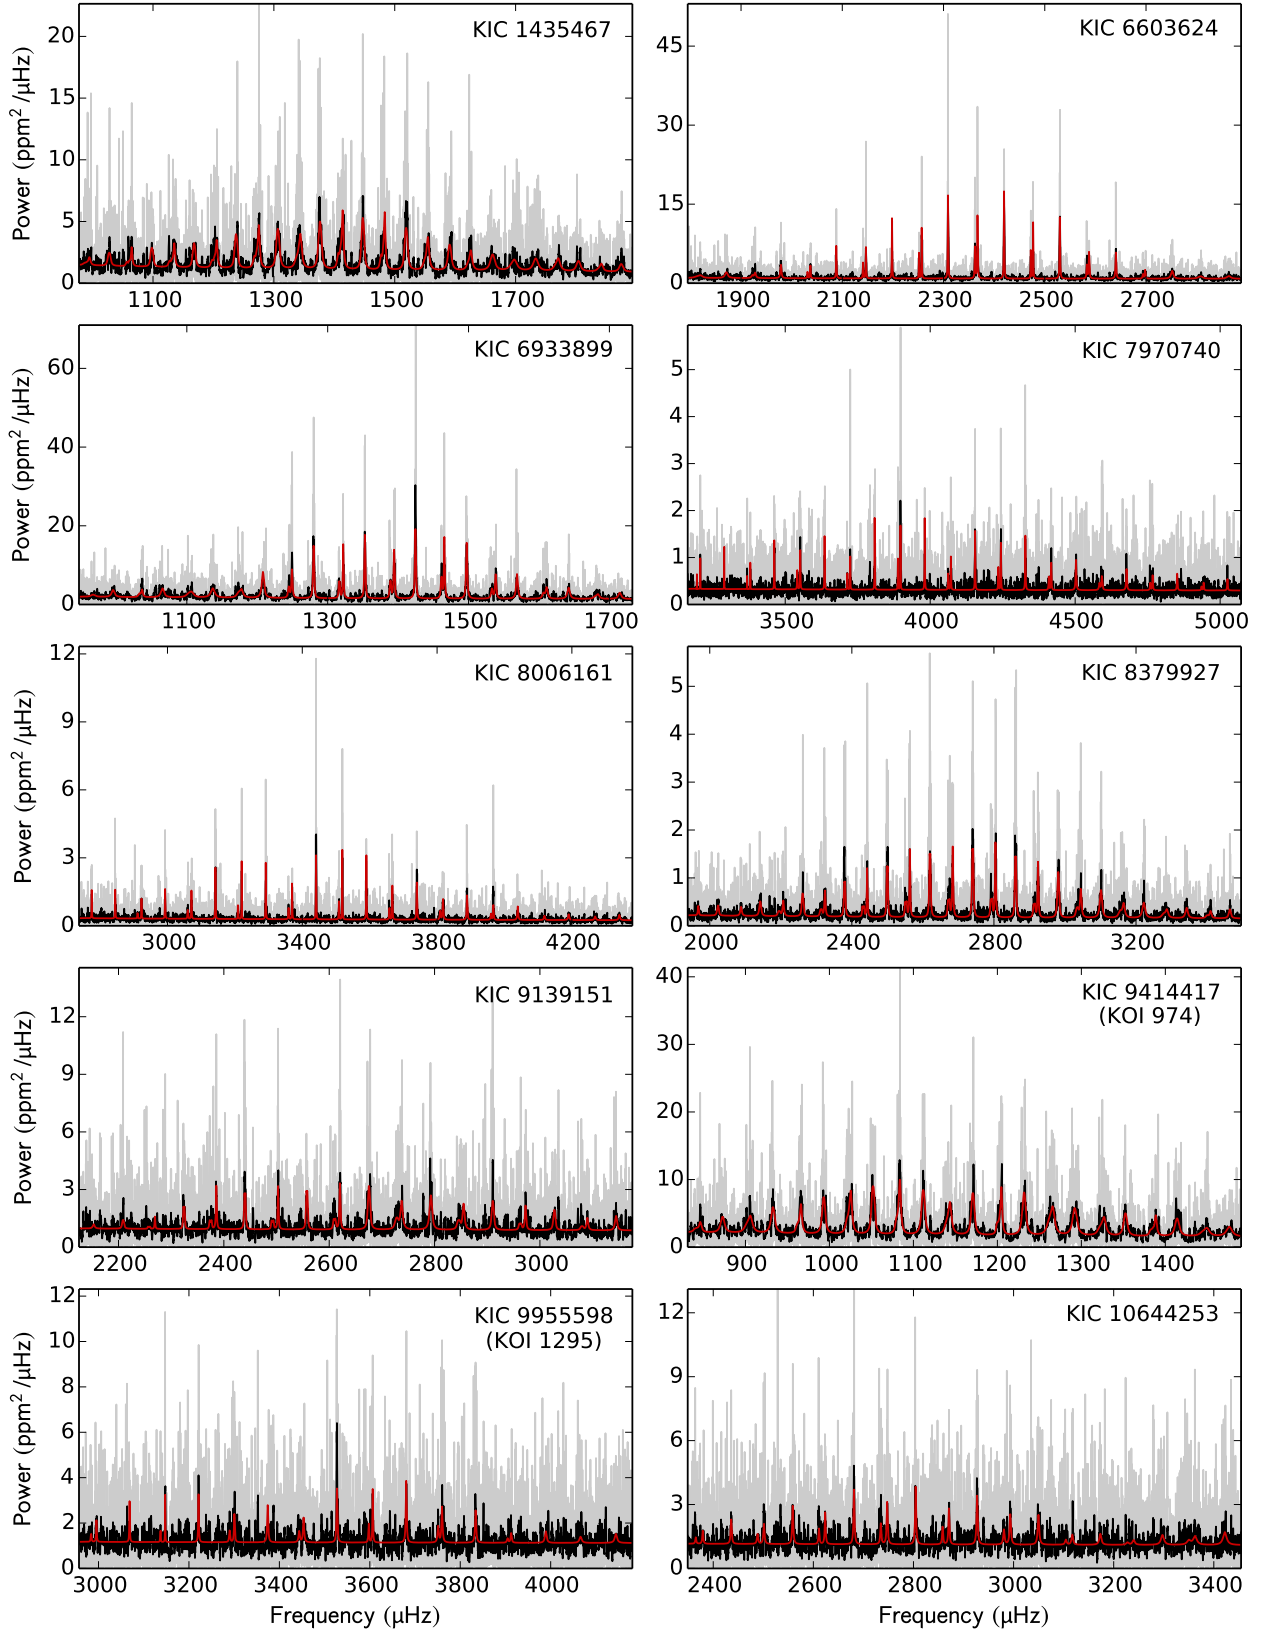 KIC 1435467
Power (ppm² /μHz)
20
15
10
5
0
1100 1300 1500 1700
KIC 6603624
45
30
15
0
1900 2100 2300 2500 2700
KIC 6933899
Power (ppm² /μHz)
60
40
20
0
1100 1300 1500 1700
KIC 7970740
5
4
3
2
1
0
3500 4000 4500 5000
KIC 8006161
Power (ppm² /μHz)
12
9
6
3
0
3000 3400 3800 4200
KIC 8379927
5
4
3
2
1
0
2000 2400 2800 3200
KIC 9139151
Power (ppm² /μHz)
12
9
6
3
0
2200 2400 2600 2800 3000
KIC 9414417
(KOI 974)
40
30
20
10
0
900 1000 1100 1200 1300 1400
KIC 9955598
(KOI 1295)
Power (ppm² /μHz)
12
10
8
6
4
2
0
3000 3200 3400 3600 3800 4000
Frequency (μHz)
KIC 10644253
12
9
6
3
0
2400 2600 2800 3000 3200 3400
Frequency (μHz)